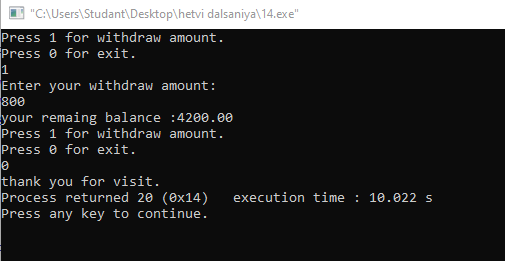 "C:\Users\Studant\Desktop\hetvi dalsaniya\14.exe"
Press 1 for withdraw amount.
Press 0 for exit.
1
Enter your withdraw amount:
800
your remaing balance :4200.00
Press 1 for withdraw amount.
Press 0 for exit.
0
thank you for visit.
Process returned 20 (0x14)   execution time : 10.022 s
Press any key to continue.